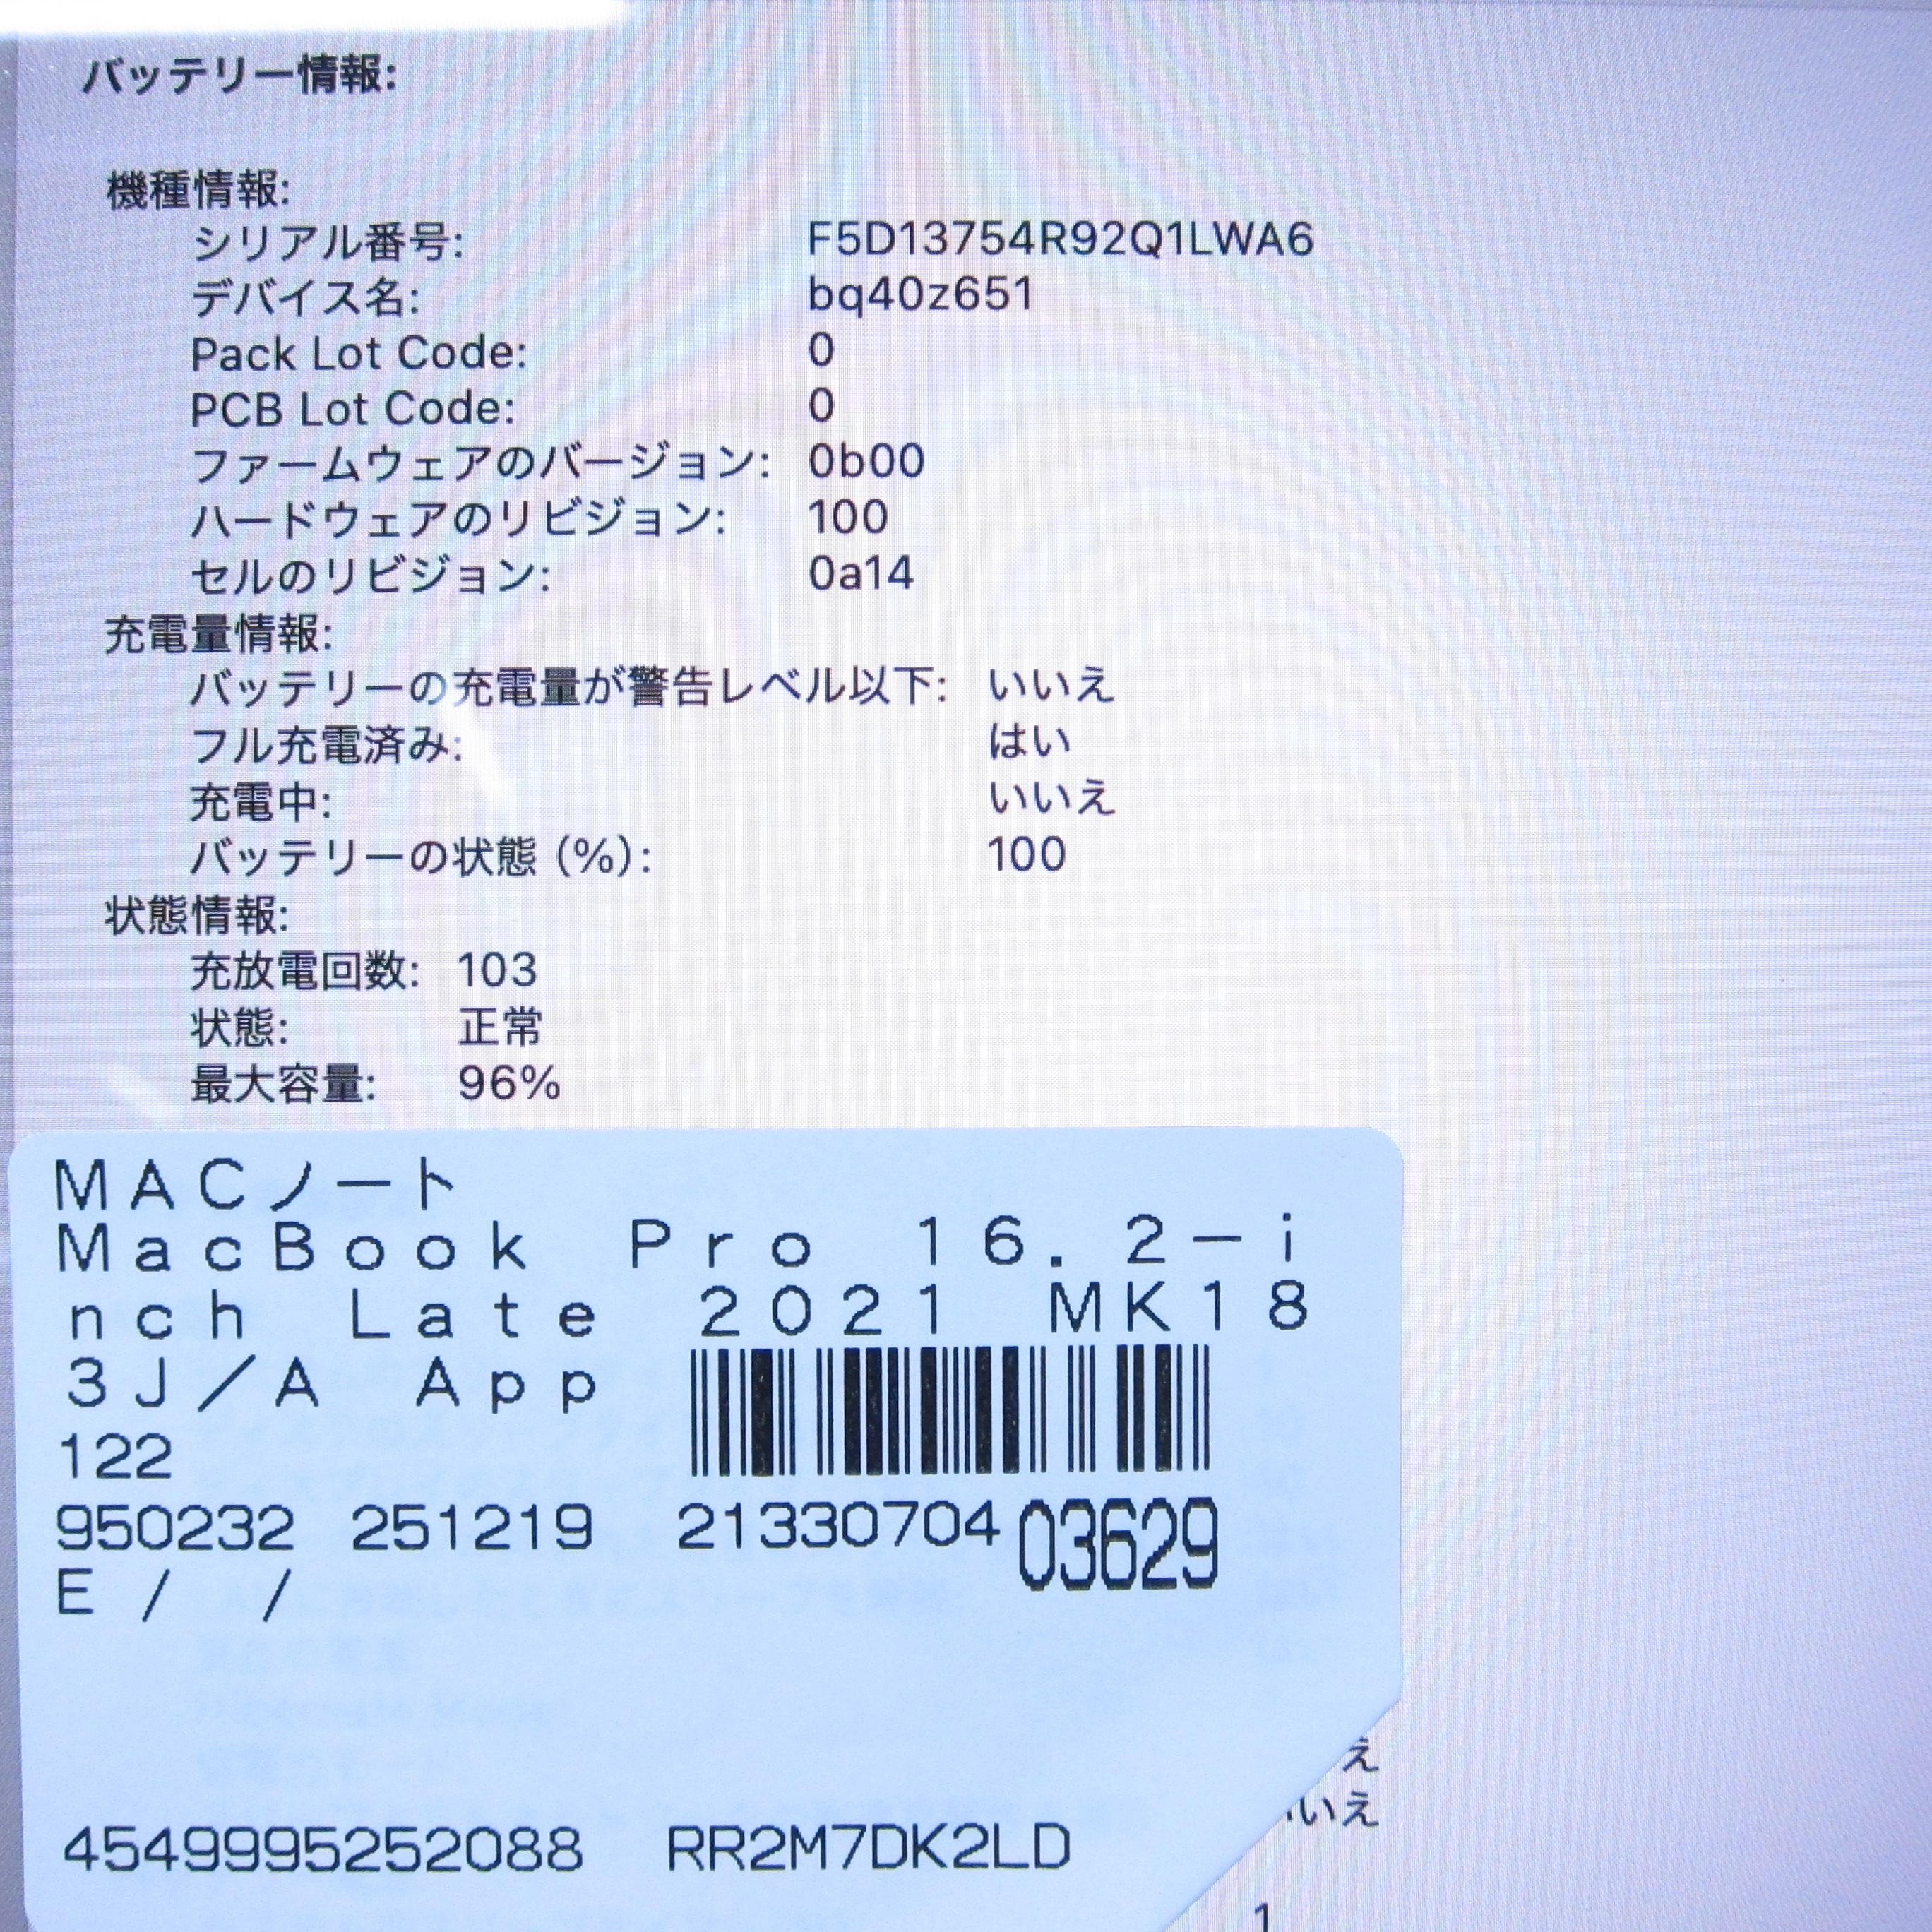 バッテリー情報:
機種情報:
シリアル番号: F5D13754R92Q1LWA6
デバイス名: bq40z651
Pack Lot Code: 0
PCB Lot Code: 0
ファームウェアのバージョン: 0b00
ハードウェアのリビジョン: 100
セルのリビジョン: 0a14
充電量情報:
バッテリーの充電量が警告レベル以下: いいえ
フル充電済み: はい
充電中: いいえ
バッテリーの状態 (%): 100
状態情報:
充放電回数: 103
状態: 正常
最大容量: 96%
MACノート
MacBook Pro 16.2-i
nch Late 2021 MK18
3J/A App
122
950232 251219 21330704 03629
E / /
え
いえ
4549995252088 RR2M7DK2LD
1